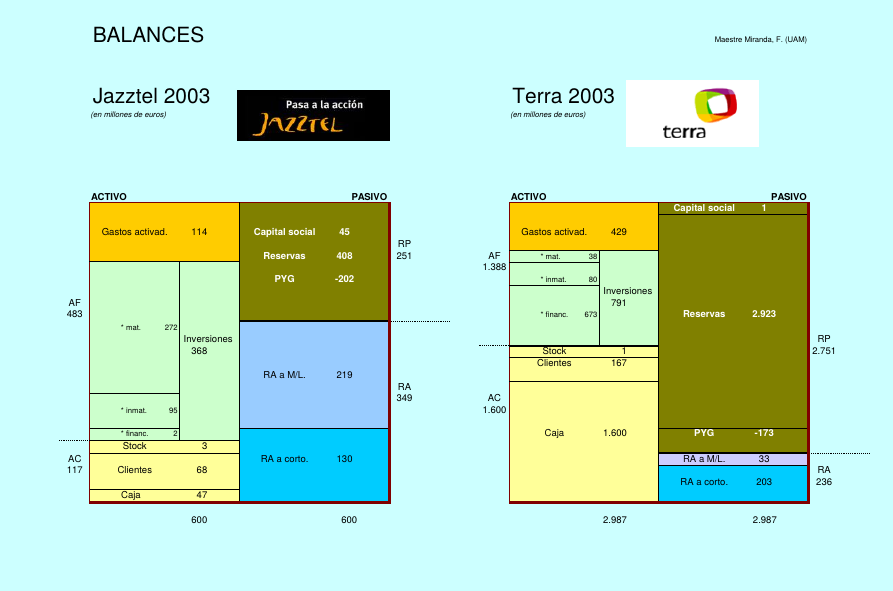 BALANCES
Maestre Miranda, F. (UAM)
Jazztel 2003
(en millones de euros)
Pasa a la acción
JAZZTEL
ACTIVO PASIVO
Gastos activad. 114
Capital social 45
Reservas 408
PYG -202
RP
251
AF
483
* mat. 272
Inversiones
368
* inmat. 95
* financ. 2
RA a M/L. 219
RA
349
Stock 3
AC
117
Clientes 68
Caja 47
RA a corto. 130
600 600
Terra 2003
(en millones de euros)
terra
ACTIVO PASIVO
Capital social 1
Gastos activad. 429
AF
1.388
* mat. 38
* inmat. 80
Inversiones
791
* financ. 673
Reservas 2.923
RP
2.751
Stock 1
Clientes 167
AC
1.600
Caja 1.600
PYG -173
RA a M/L. 33
RA
236
RA a corto. 203
2.987 2.987